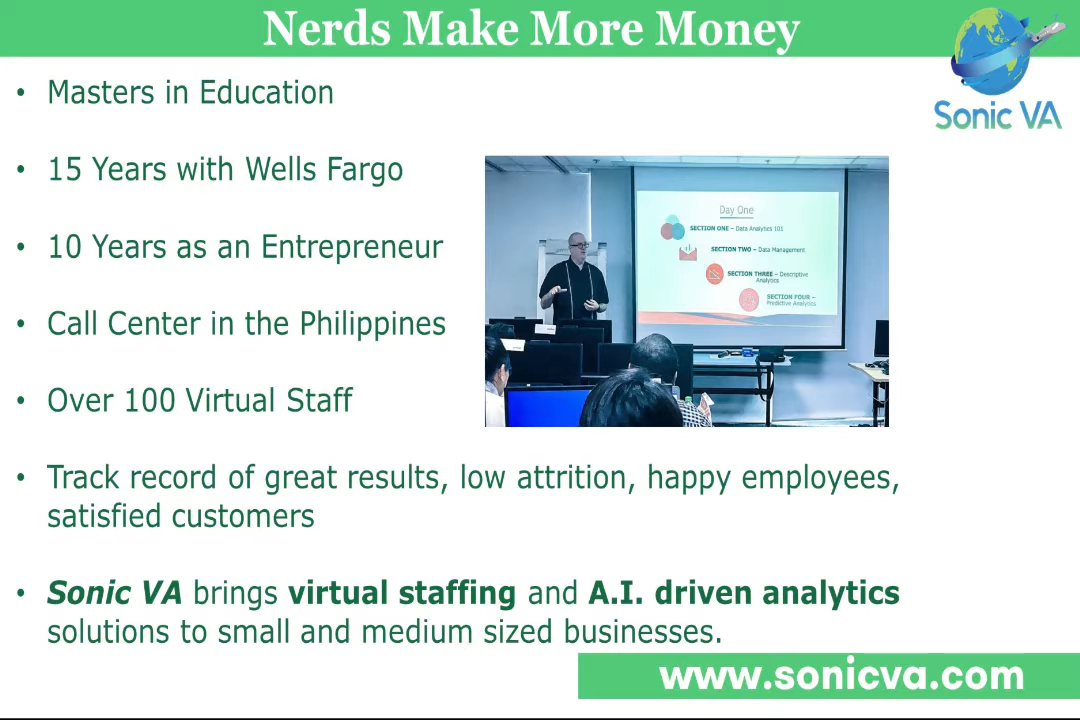 Nerds Make More Money
Sonic VA
• Masters in Education
• 15 Years with Wells Fargo
• 10 Years as an Entrepreneur
• Call Center in the Philippines
• Over 100 Virtual Staff
Day One
SECTION ONE – Data Analytics 101
SECTION TWO – Data Management
SECTION THREE – Descriptive
Analytics
SECTION FOUR –
Predictive Analytics
• Track record of great results, low attrition, happy employees,
satisfied customers
• Sonic VA brings virtual staffing and A.I. driven analytics
solutions to small and medium sized businesses.
www.sonicva.com